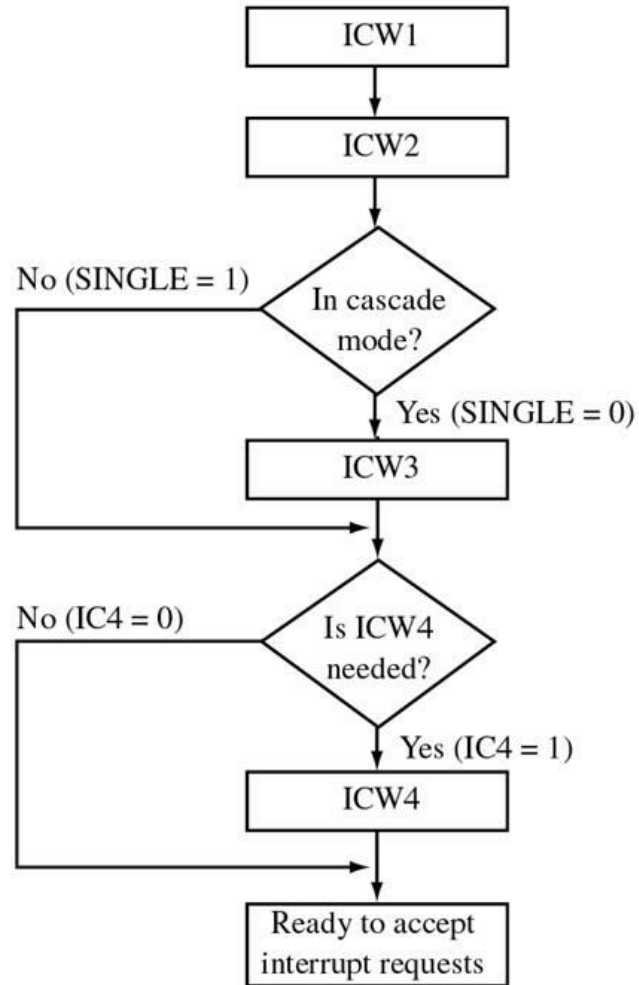 ICW1
ICW2
No (SINGLE = 1)
In cascade
mode?
Yes (SINGLE = 0)
ICW3
No (IC4 = 0)
Is ICW4
needed?
Yes (IC4 = 1)
ICW4
Ready to accept
interrupt requests